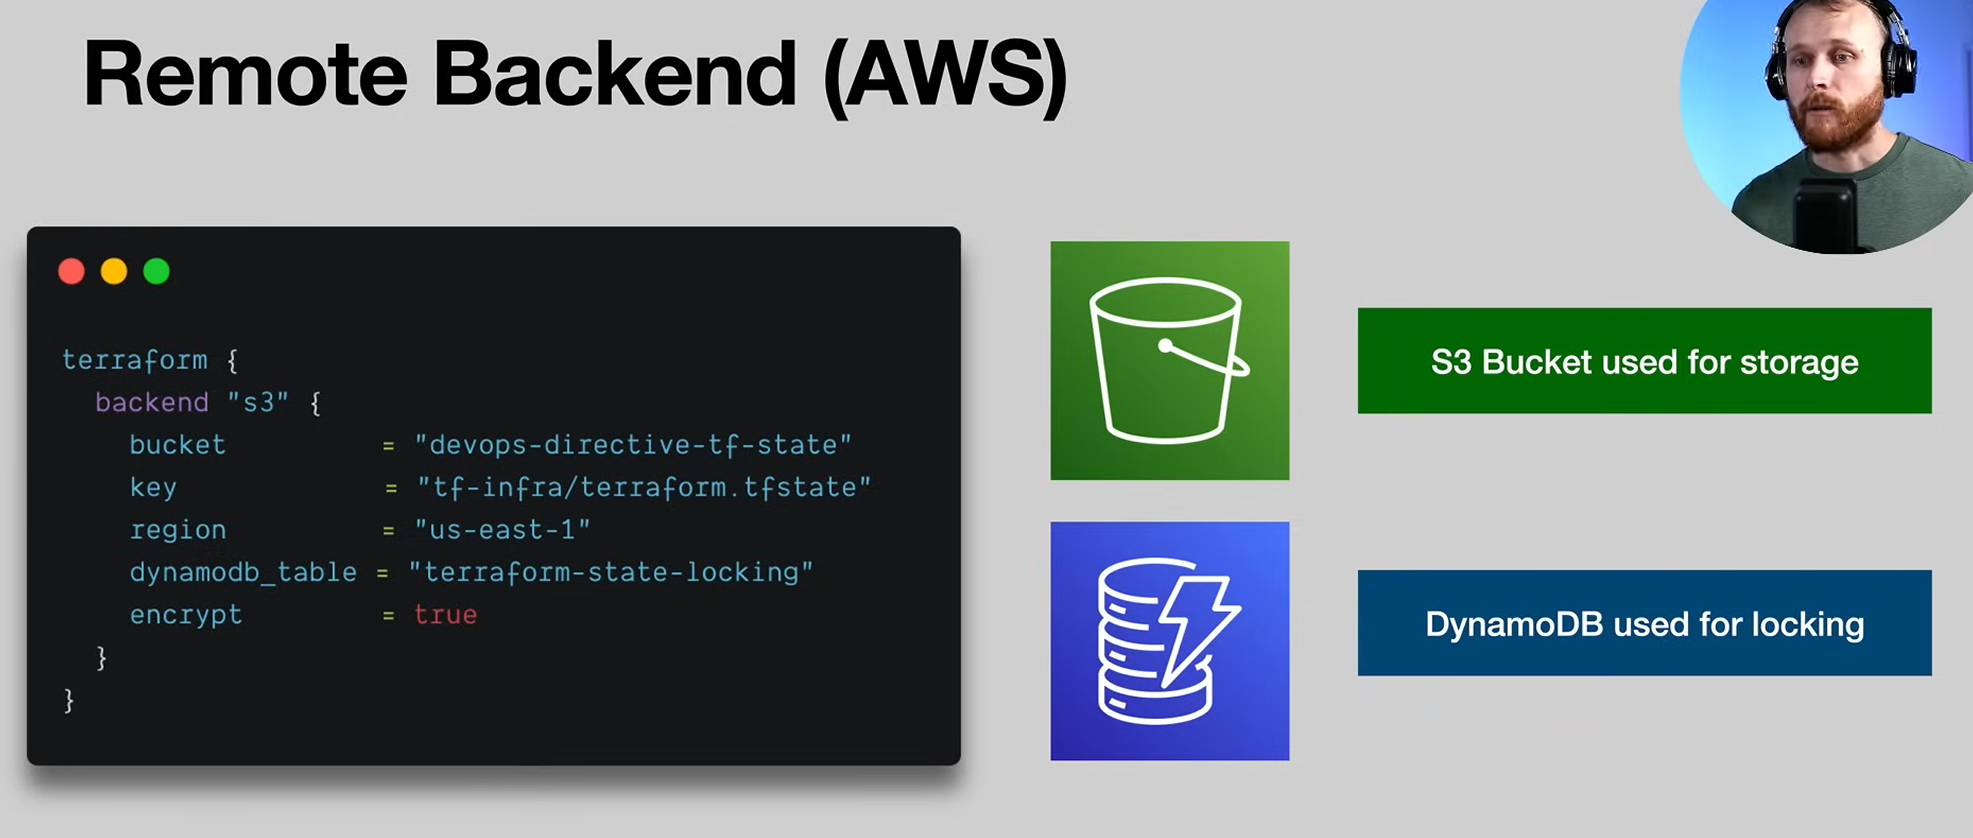 Remote Backend (AWS)
terraform {
backend "s3" {
bucket = "devops-directive-tf-state"
key = "tf-infra/terraform.tfstate"
region = "us-east-1"
dynamodb_table = "terraform-state-locking"
encrypt = true
}
}
S3 Bucket used for storage
DynamoDB used for locking